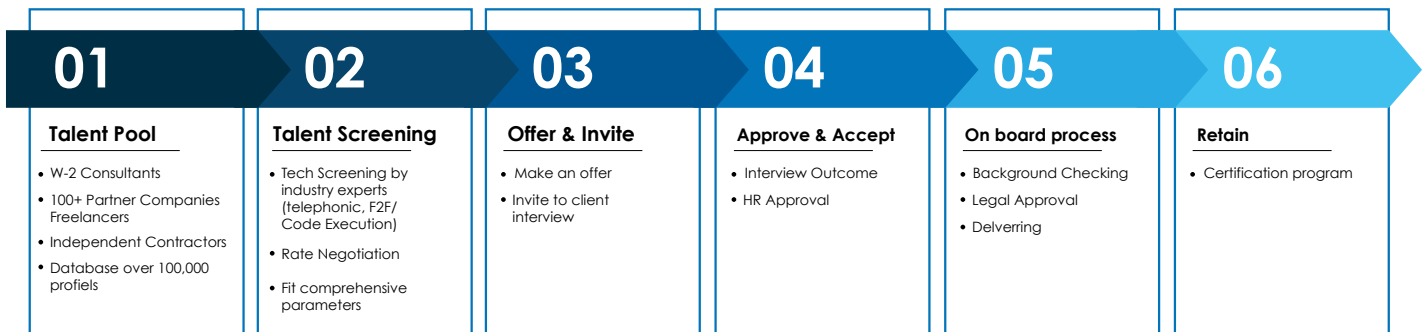 01
Talent Pool
• W-2 Consultants
• 100+ Partner Companies
Freelancers
• Independent Contractors
• Database over 100,000
profiels
02
Talent Screening
• Tech Screening by
industry experts
(telephonic, F2F/
Code Execution)
• Rate Negotiation
• Fit comprehensive
parameters
03
Offer & Invite
• Make an offer
• Invite to client
interview
04
Approve & Accept
• Interview Outcome
• HR Approval
05
On board process
• Background Checking
• Legal Approval
• Delverring
06
Retain
• Certification program